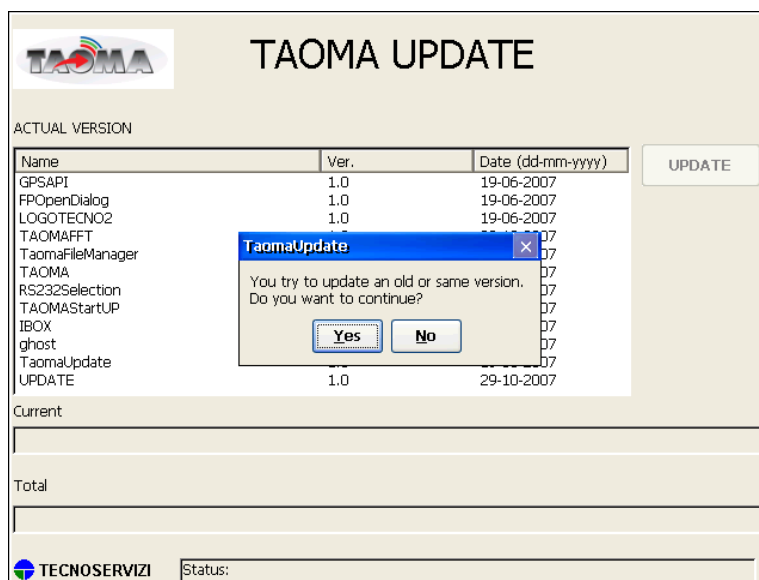 TAOMA
TAOMA UPDATE
ACTUAL VERSION
Name Ver. Date (dd-mm-yyyy)
UPDATE
GPSAPI 1.0 19-06-2007
FPOpenDialog 1.0 19-06-2007
LOGOTECNO2 1.0 19-06-2007
TAOMAFFT
TaomaFileManager
TAOMA
RS232Selection
TAOMAStartUP
IBOX
ghost
TaomaUpdate
UPDATE 1.0 29-10-2007
TaomaUpdate
You try to update an old or same version.
Do you want to continue?
Yes No
Current
Total
TECNOSERVIZI Status: